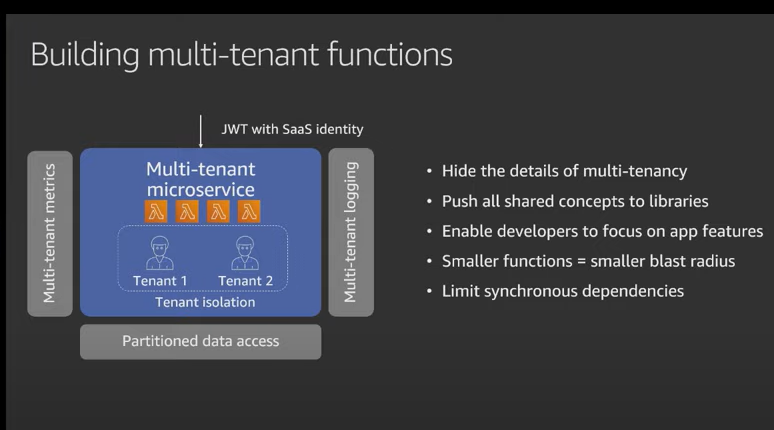 Building multi-tenant functions
JWT with SaaS identity
Multi-tenant metrics
Multi-tenant
microservice
Tenant 1
Tenant 2
Tenant isolation
Multi-tenant logging
Partitioned data access
• Hide the details of multi-tenancy
• Push all shared concepts to libraries
• Enable developers to focus on app features
• Smaller functions = smaller blast radius
• Limit synchronous dependencies